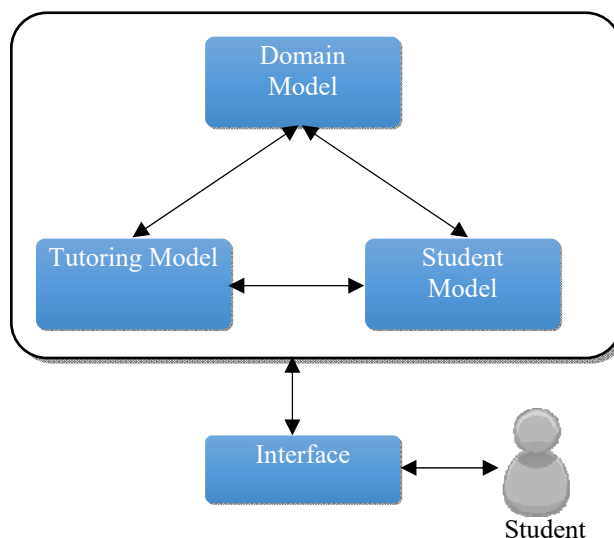 Domain
Model
Tutoring Model
Student
Model
Interface
Student